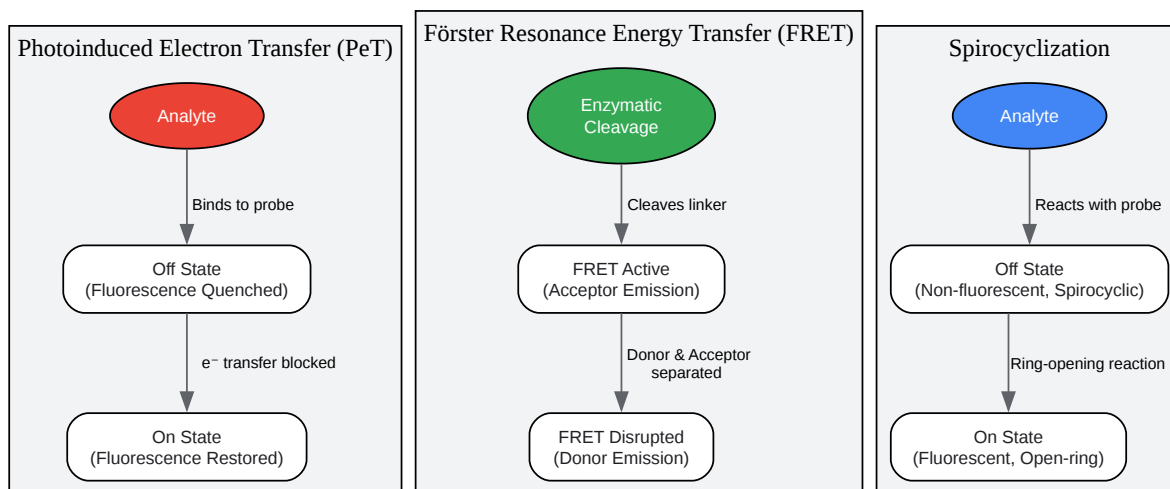 Photoinduced Electron Transfer (PeT)
Analyte
Binds to probe
Off State
(Fluorescence Quenched)
e⁻ transfer blocked
On State
(Fluorescence Restored)
Förster Resonance Energy Transfer (FRET)
Enzymatic
Cleavage
Cleaves linker
FRET Active
(Acceptor Emission)
Donor & Acceptor
separated
FRET Disrupted
(Donor Emission)
Spirocyclization
Analyte
Reacts with probe
Off State
(Non-fluorescent, Spirocyclic)
Ring-opening reaction
On State
(Fluorescent, Open-ring)